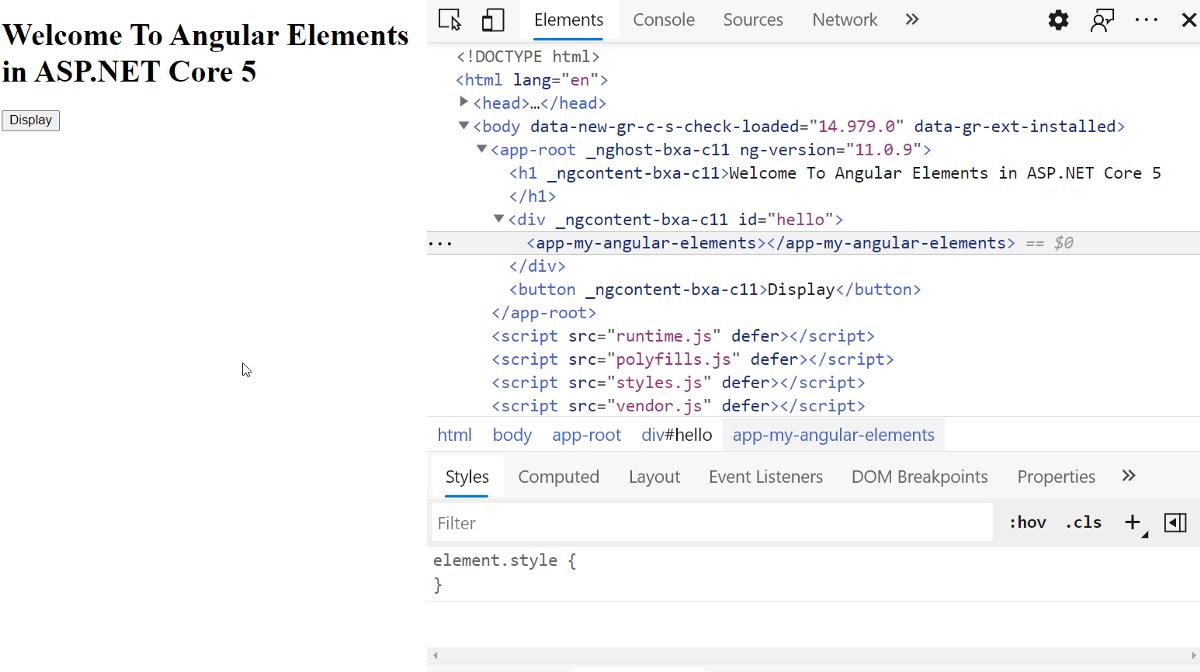 Welcome To Angular Elements
in ASP.NET Core 5
Display
Elements Console Sources Network
<!DOCTYPE html>
<html lang="en">
<head>…</head>
<body data-new-gr-c-s-check-loaded="14.979.0" data-gr-ext-installed>
<app-root _nghost-bxa-c11 ng-version="11.0.9">
<h1 _ngcontent-bxa-c11>Welcome To Angular Elements in ASP.NET Core 5
</h1>
<div _ngcontent-bxa-c11 id="hello">
<app-my-angular-elements></app-my-angular-elements> == $0
</div>
<button _ngcontent-bxa-c11>Display</button>
</app-root>
<script src="runtime.js" defer></script>
<script src="polyfills.js" defer></script>
<script src="styles.js" defer></script>
<script src="vendor.js" defer></script>
html body app-root div#hello app-my-angular-elements
Styles Computed Layout Event Listeners DOM Breakpoints Properties
Filter :hov .cls +
element.style {
}